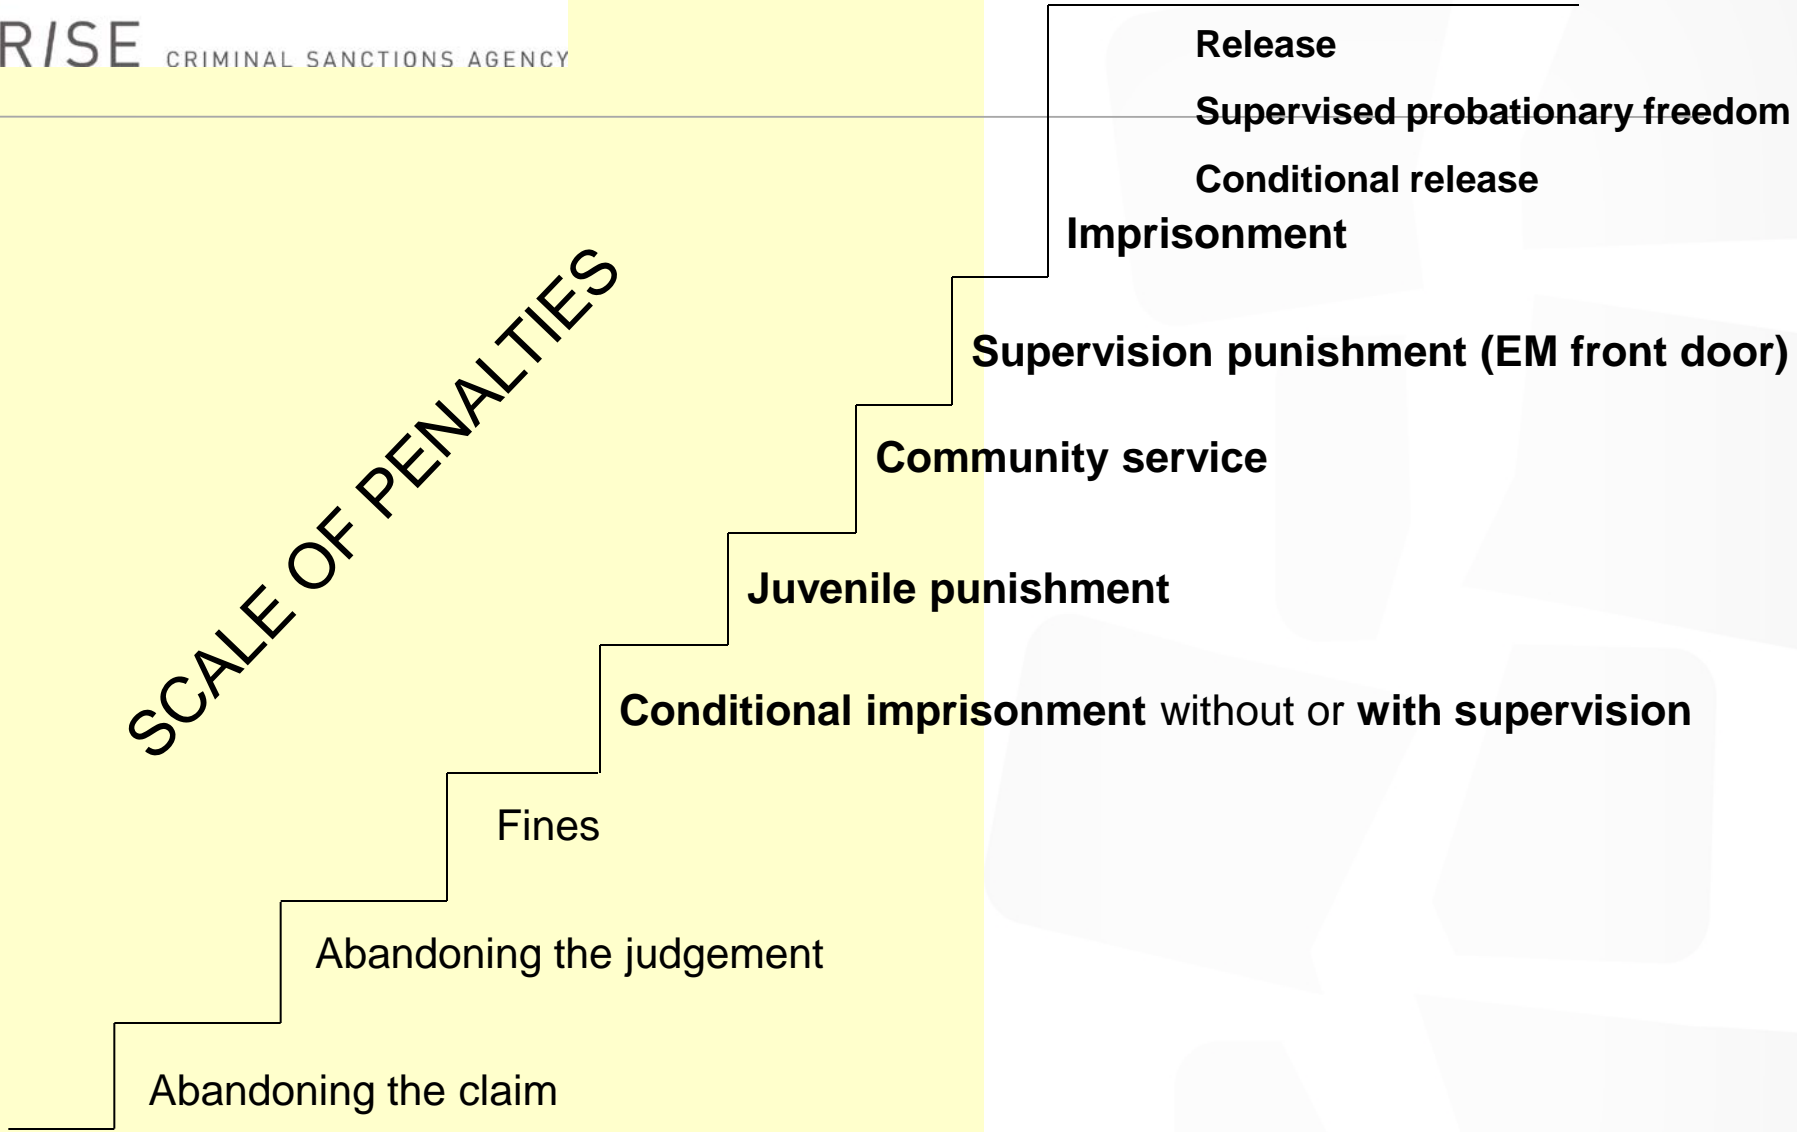 RISE CRIMINAL SANCTIONS AGENCY
Release
Supervised probationary freedom
Conditional release
Imprisonment
SCALE OF PENALTIES
Supervision punishment (EM front door)
Community service
Juvenile punishment
Conditional imprisonment without or with supervision
Fines
Abandoning the judgement
Abandoning the claim